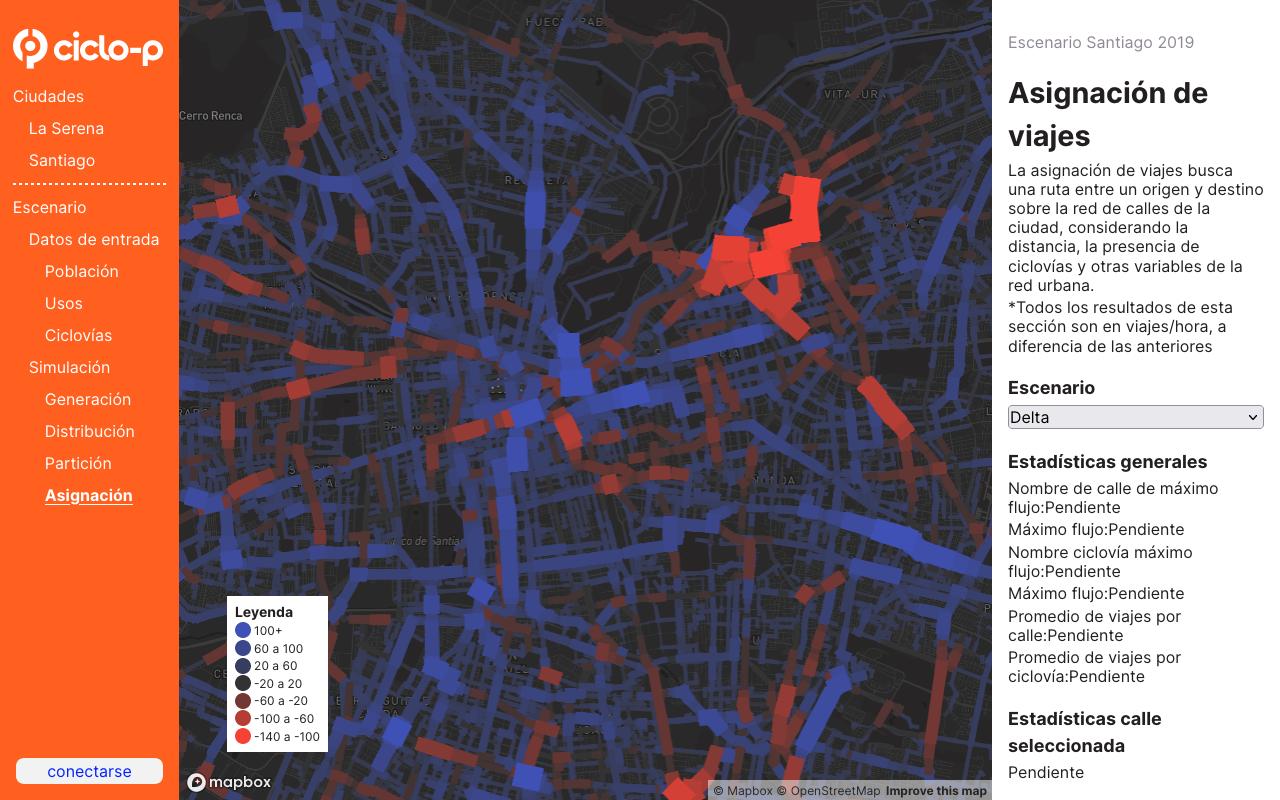 ciclo-p
Ciudades
La Serena
Santiago
Escenario
Datos de entrada
Población
Usos
Ciclovías
Simulación
Generación
Distribución
Partición
Asignación
conectarse
Cerro Renca
VITACURA
Leyenda
100+
60 a 100
20 a 60
-20 a 20
-60 a -20
-100 a -60
-140 a -100
mapbox
© Mapbox © OpenStreetMap Improve this map
Escenario Santiago 2019
Asignación de
viajes
La asignación de viajes busca
una ruta entre un origen y destino
sobre la red de calles de la
ciudad, considerando la
distancia, la presencia de
ciclovías y otras variables de la
red urbana.
*Todos los resultados de esta
sección son en viajes/hora, a
diferencia de las anteriores
Escenario
Delta
Estadísticas generales
Nombre de calle de máximo
flujo:Pendiente
Máximo flujo:Pendiente
Nombre ciclovía máximo
flujo:Pendiente
Máximo flujo:Pendiente
Promedio de viajes por
calle:Pendiente
Promedio de viajes por
ciclovía:Pendiente
Estadísticas calle
seleccionada
Pendiente